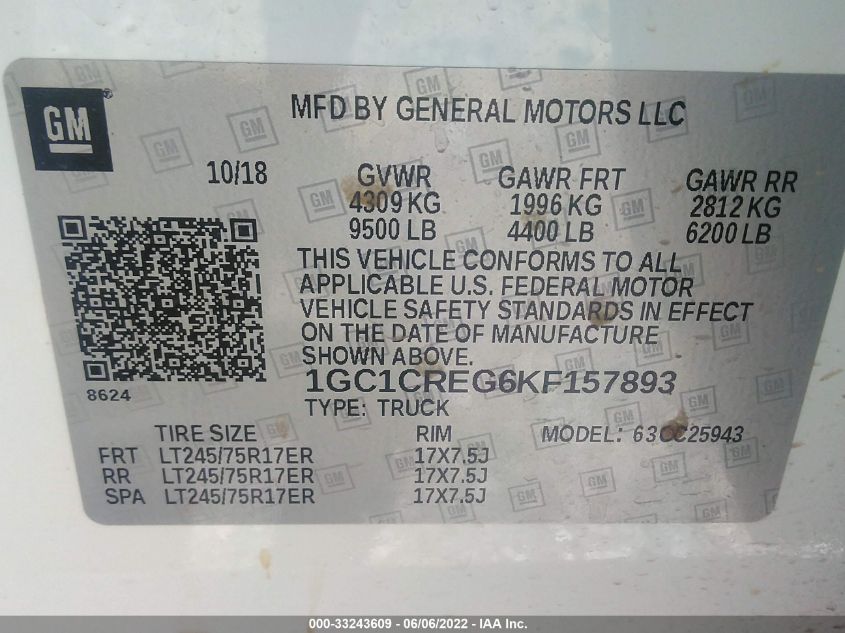 GM
MFD BY GENERAL MOTORS LLC
10/18 GVWR GAWR FRT GAWR RR
4309 KG 1996 KG 2812 KG
9500 LB 4400 LB 6200 LB
THIS VEHICLE CONFORMS TO ALL
APPLICABLE U.S. FEDERAL MOTOR
VEHICLE SAFETY STANDARDS IN EFFECT
ON THE DATE OF MANUFACTURE
SHOWN ABOVE.
1GC1CREG6KF157893
8624
TYPE: TRUCK
TIRE SIZE RIM MODEL: 63CC25943
FRT LT245/75R17ER 17X7.5J
RR LT245/75R17ER 17X7.5J
SPA LT245/75R17ER 17X7.5J
000-33243609 - 06/06/2022 - IAA Inc.